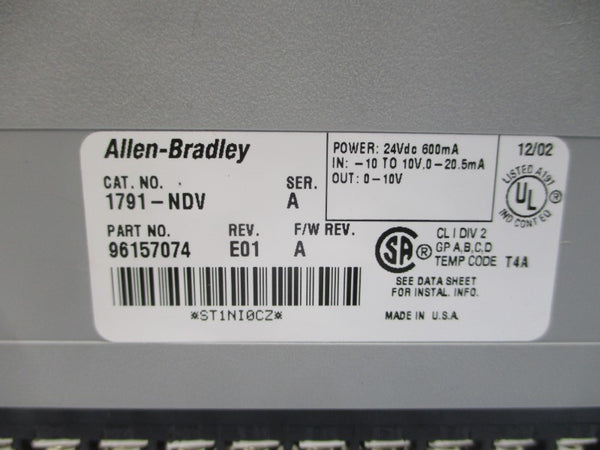 Allen-Bradley
CAT. NO. SER.
1791-NDV A
PART NO. REV. F/W REV.
96157074 E01 A
*ST1NI0CZ*
POWER: 24Vdc 600mA
IN: -10 TO 10V,0-20.5mA
OUT: 0-10V
12/02
LISTED A197
UL ®
IND CONT EQ
SA ® CL I DIV 2
GP A,B,C,D
TEMP CODE T4A
SEE DATA SHEET
FOR INSTAL. INFO.
MADE IN U.S.A.